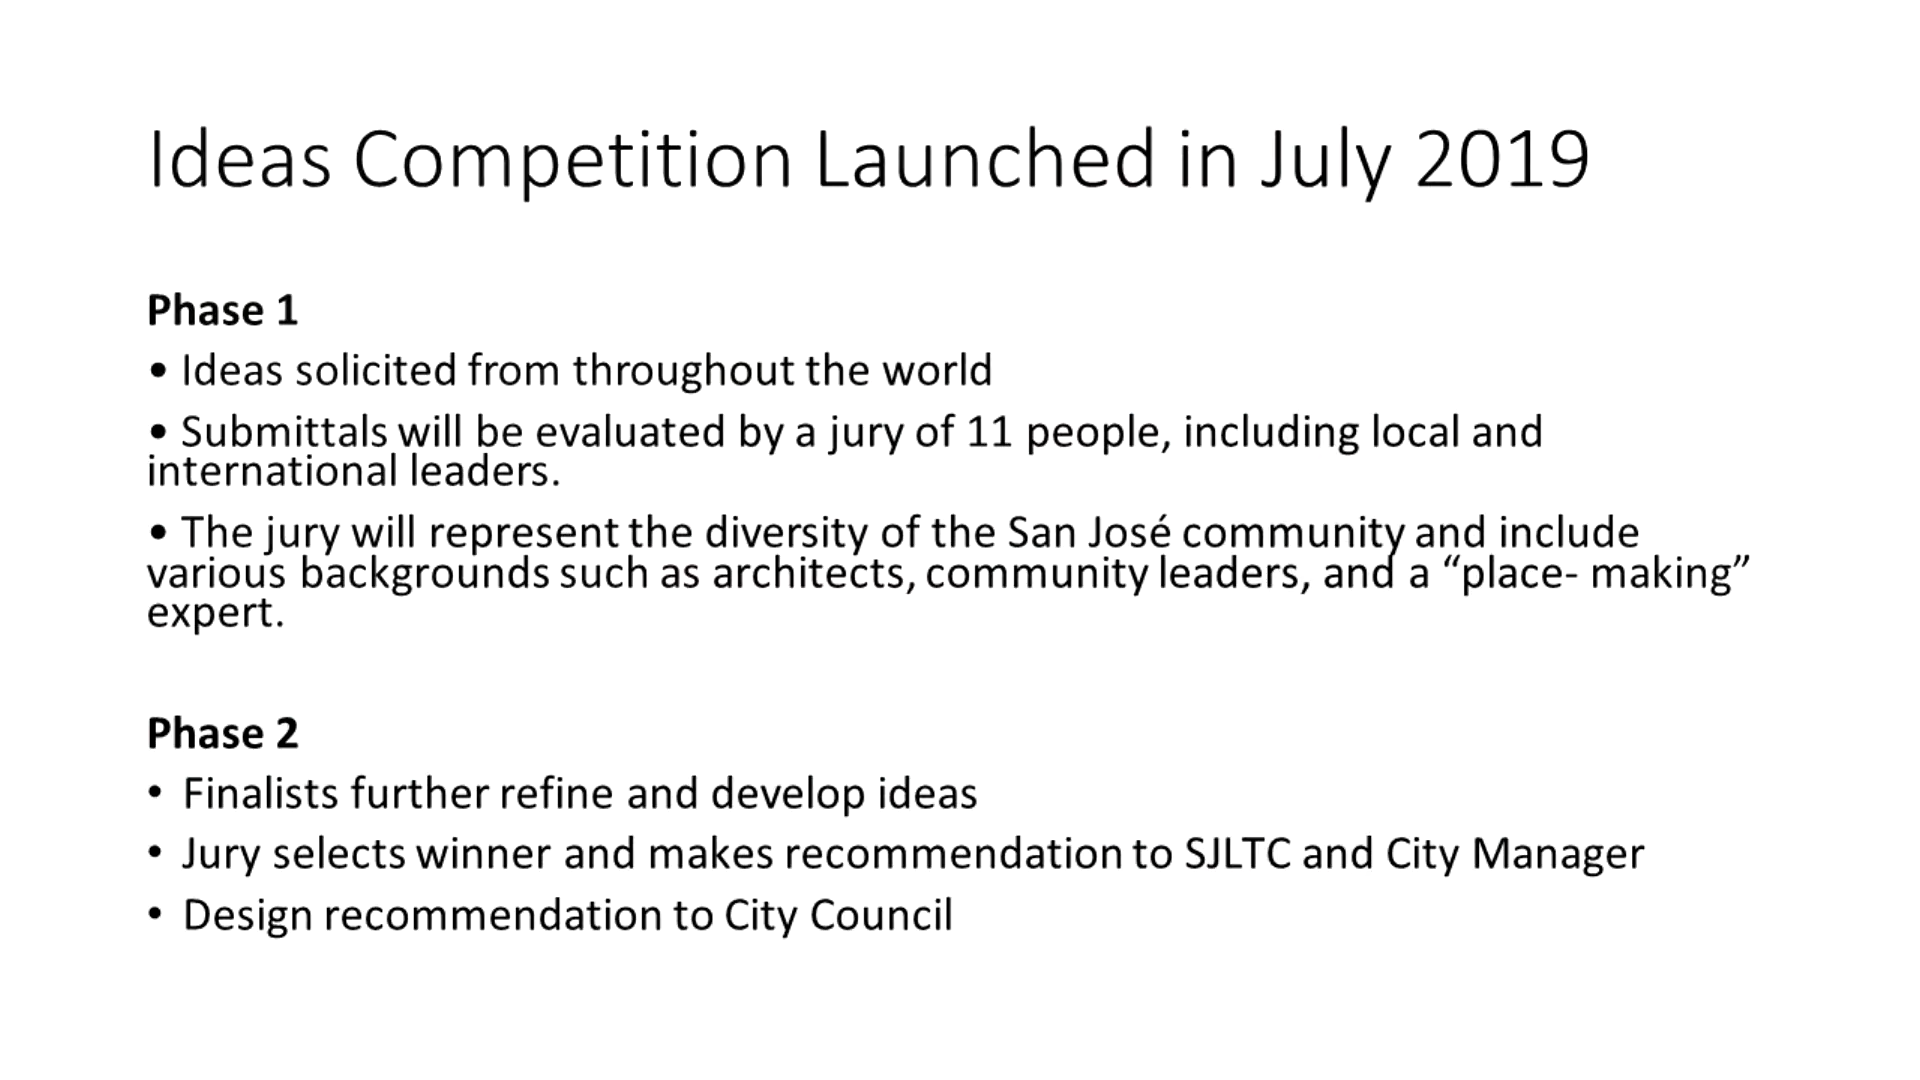 Ideas Competition Launched in July 2019
Phase 1
• Ideas solicited from throughout the world
• Submittals will be evaluated by a jury of 11 people, including local and
international leaders.
• The jury will represent the diversity of the San José community and include
various backgrounds such as architects, community leaders, and a “place- making”
expert.
Phase 2
• Finalists further refine and develop ideas
• Jury selects winner and makes recommendation to SJLTC and City Manager
• Design recommendation to City Council